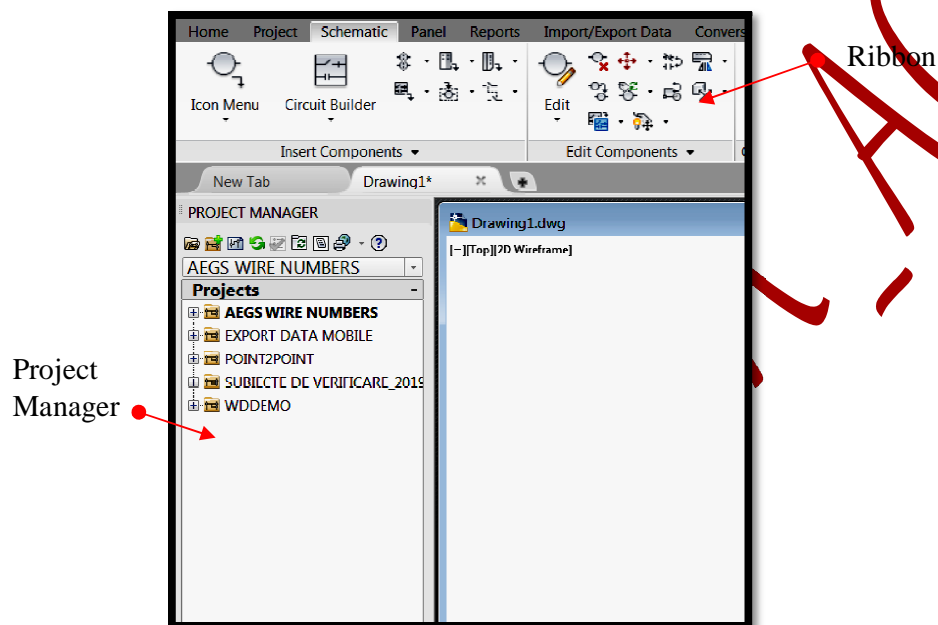 Home Project Schematic Panel Reports Import/Export Data Convers
Ribbon
Icon Menu Circuit Builder Edit
Insert Components Edit Components
New Tab Drawing1*
PROJECT MANAGER
Drawing1.dwg
[−][Top][2D Wireframe]
AEGS WIRE NUMBERS
Projects
AEGS WIRE NUMBERS
EXPORT DATA MOBILE
POINT2POINT
SUBIECTE DE VERIFICARE_2019
WDDEMO
Project
Manager